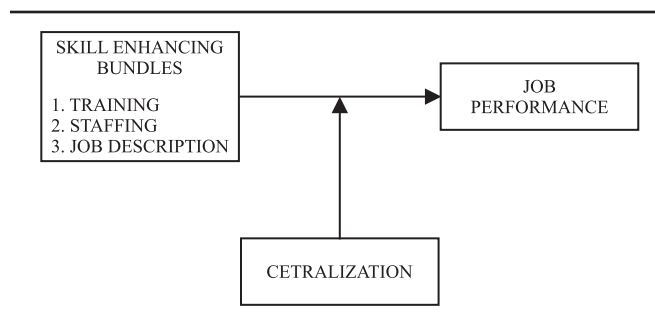 SKILL ENHANCING
BUNDLES
1. TRAINING
2. STAFFING
3. JOB DESCRIPTION
JOB
PERFORMANCE
CETRALIZATION